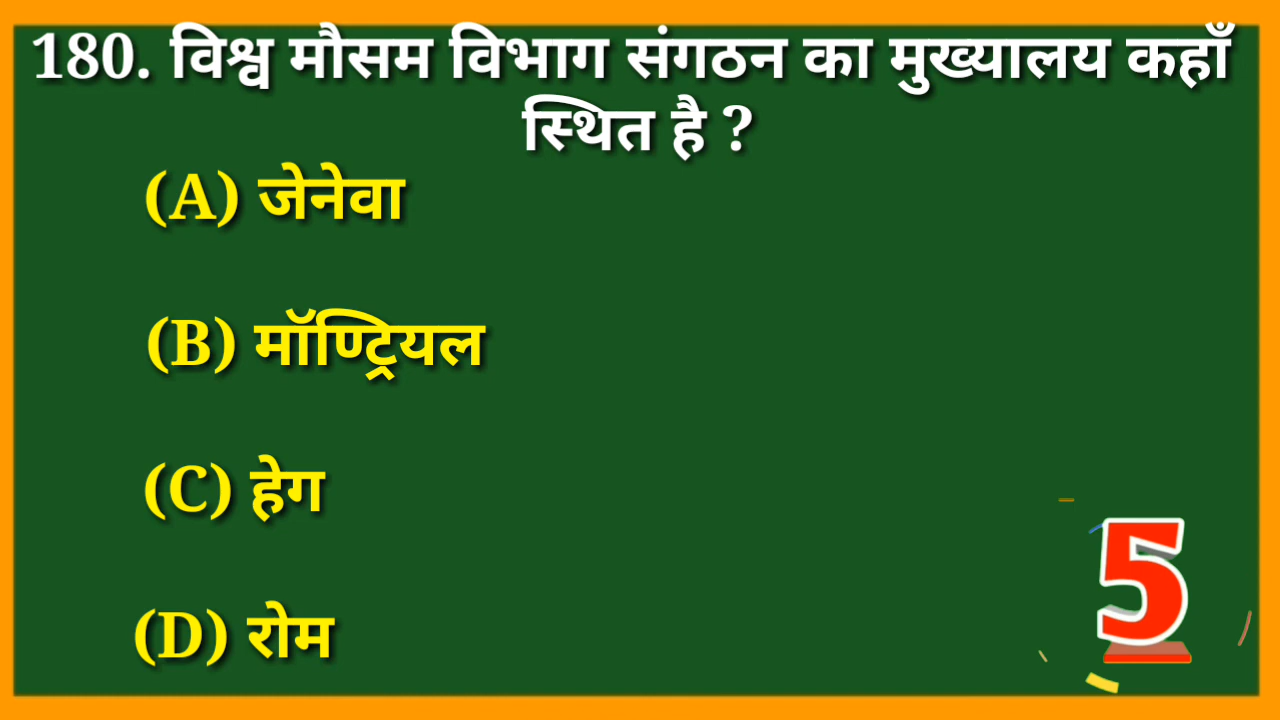 180. विश्व मौसम विभाग संगठन का मुख्यालय कहाँ
स्थित है ?
(A) जेनेवा
(B) मॉण्ट्रियल
(C) हेग
(D) रोम
5